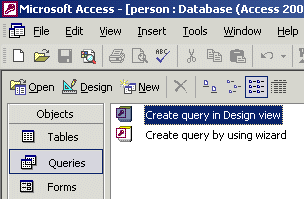 Microsoft Access - [person : Database (Access 200
File Edit View Insert Tools Window
Open Design New
Objects
Tables
Queries
Forms
Create query in Design view
Create query by using wizard